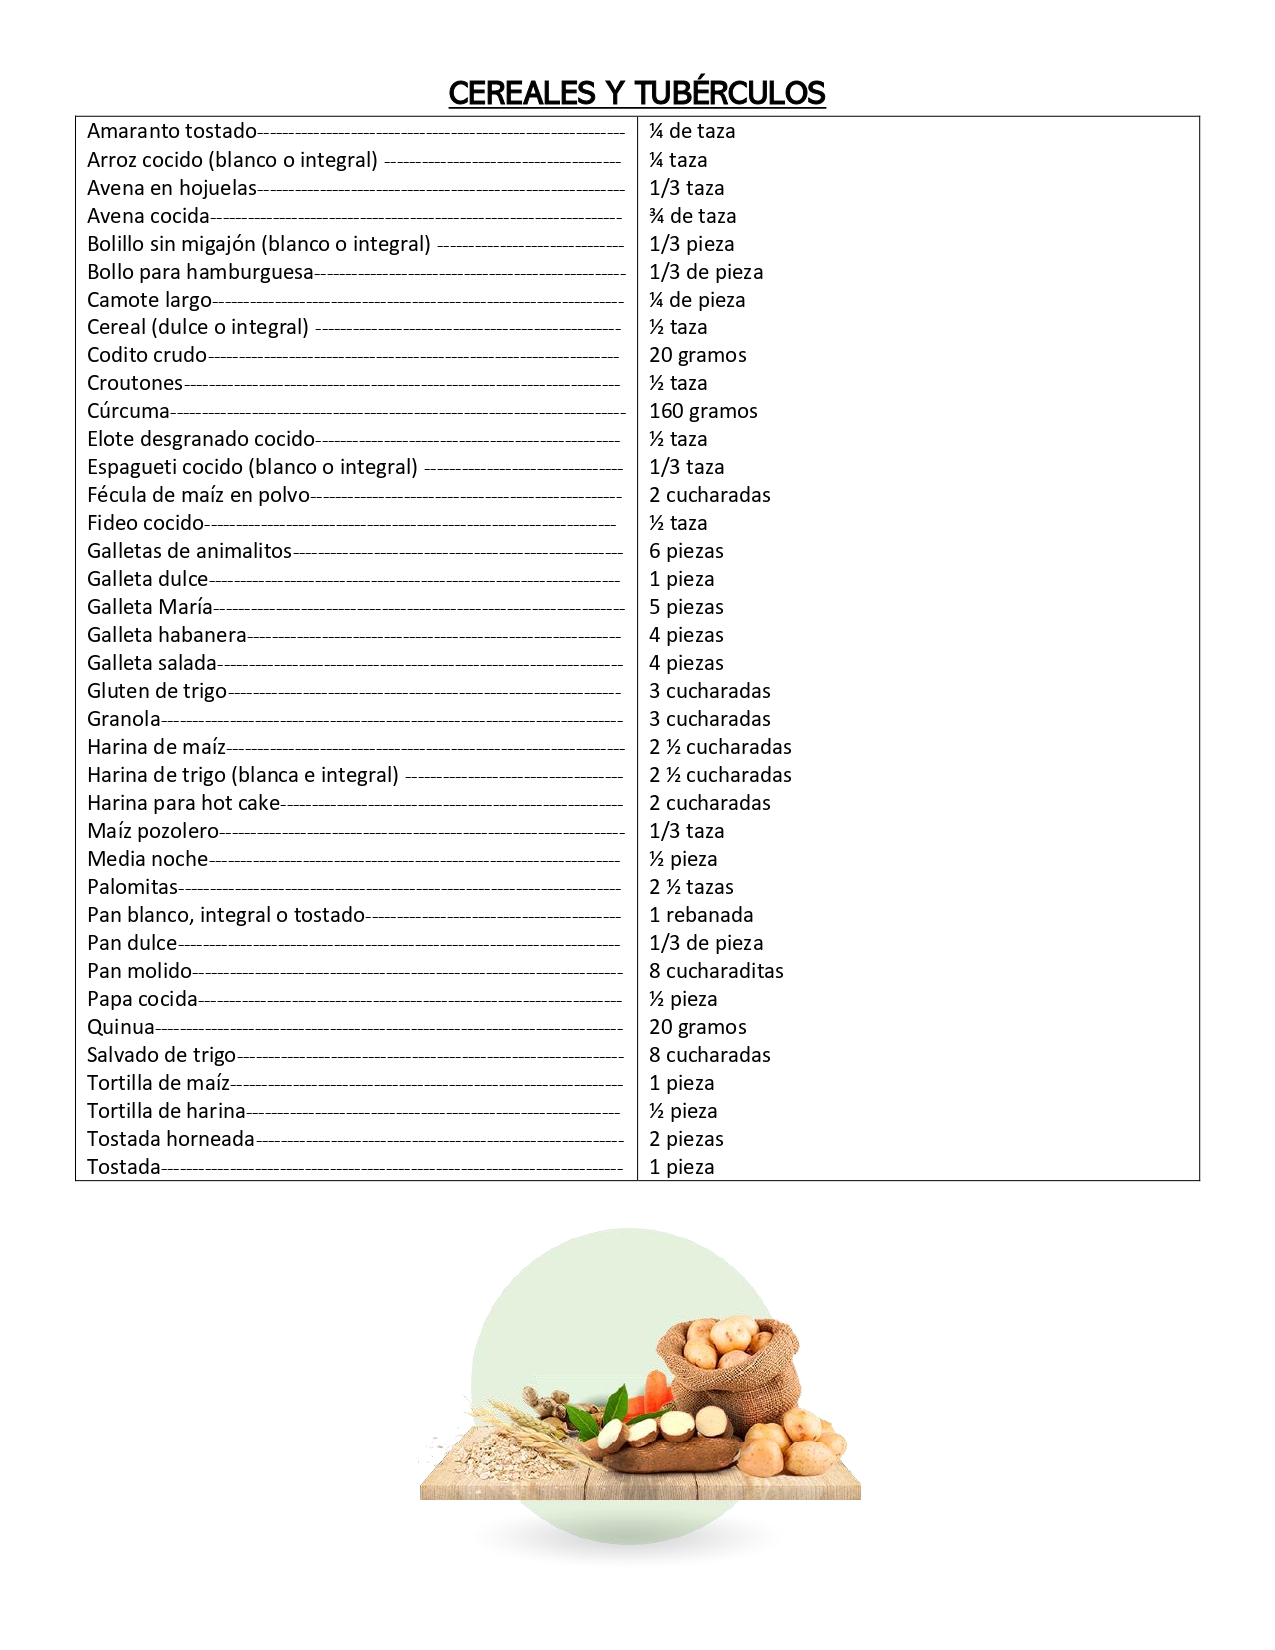 CEREALES Y TUBÉRCULOS
Amaranto tostado----------------------------------------------------------- ¼ de taza
Arroz cocido (blanco o integral) -------------------------------------- ¼ taza
Avena en hojuelas----------------------------------------------------------- 1/3 taza
Avena cocida------------------------------------------------------------------ ¾ de taza
Bolillo sin migajón (blanco o integral) ------------------------------ 1/3 pieza
Bollo para hamburguesa-------------------------------------------------- 1/3 de pieza
Camote largo------------------------------------------------------------------ ¼ de pieza
Cereal (dulce o integral) ------------------------------------------------- ½ taza
Codito crudo------------------------------------------------------------------ 20 gramos
Croutones---------------------------------------------------------------------- ½ taza
Cúrcuma------------------------------------------------------------------------- 160 gramos
Elote desgranado cocido------------------------------------------------- ½ taza
Espagueti cocido (blanco o integral) -------------------------------- 1/3 taza
Fécula de maíz en polvo-------------------------------------------------- 2 cucharadas
Fideo cocido------------------------------------------------------------------ ½ taza
Galletas de animalitos----------------------------------------------------- 6 piezas
Galleta dulce------------------------------------------------------------------ 1 pieza
Galleta María------------------------------------------------------------------ 5 piezas
Galleta habanera------------------------------------------------------------ 4 piezas
Galleta salada----------------------------------------------------------------- 4 piezas
Gluten de trigo--------------------------------------------------------------- 3 cucharadas
Granola-------------------------------------------------------------------------- 3 cucharadas
Harina de maíz---------------------------------------------------------------- 2 ½ cucharadas
Harina de trigo (blanca e integral) ----------------------------------- 2 ½ cucharadas
Harina para hot cake------------------------------------------------------- 2 cucharadas
Maíz pozolero----------------------------------------------------------------- 1/3 taza
Media noche------------------------------------------------------------------ ½ pieza
Palomitas----------------------------------------------------------------------- 2 ½ tazas
Pan blanco, integral o tostado----------------------------------------- 1 rebanada
Pan dulce----------------------------------------------------------------------- 1/3 de pieza
Pan molido--------------------------------------------------------------------- 8 cucharaditas
Papa cocida-------------------------------------------------------------------- ½ pieza
Quinua--------------------------------------------------------------------------- 20 gramos
Salvado de trigo-------------------------------------------------------------- 8 cucharadas
Tortilla de maíz--------------------------------------------------------------- 1 pieza
Tortilla de harina------------------------------------------------------------ ½ pieza
Tostada horneada----------------------------------------------------------- 2 piezas
Tostada-------------------------------------------------------------------------- 1 pieza